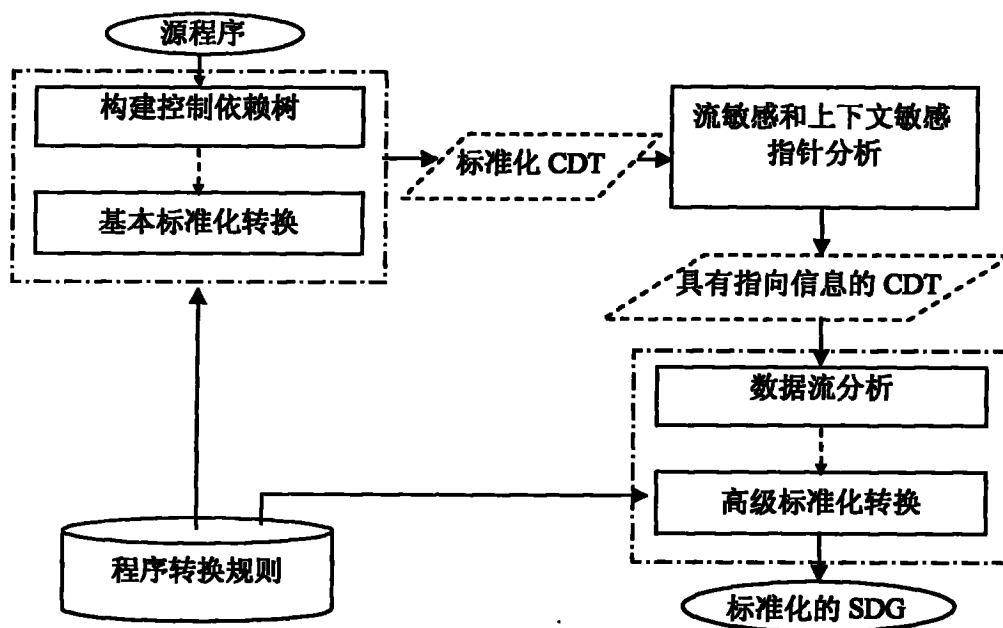 源程序
构建控制依赖树
基本标准化转换
标准化 CDT
流敏感和上下文敏感
指针分析
具有指向信息的 CDT
数据流分析
高级标准化转换
程序转换规则
标准化的 SDG